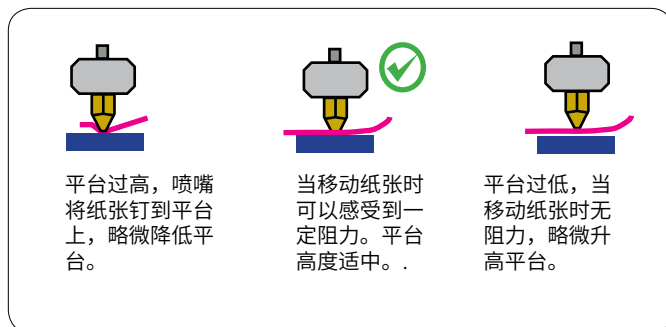 平台过高，喷嘴
将纸张钉到平台
上，略微降低平
台。
当移动纸张时
可以感受到一
定阻力。平台
高度适中。.
平台过低，当
移动纸张时无
阻力，略微升
高平台。